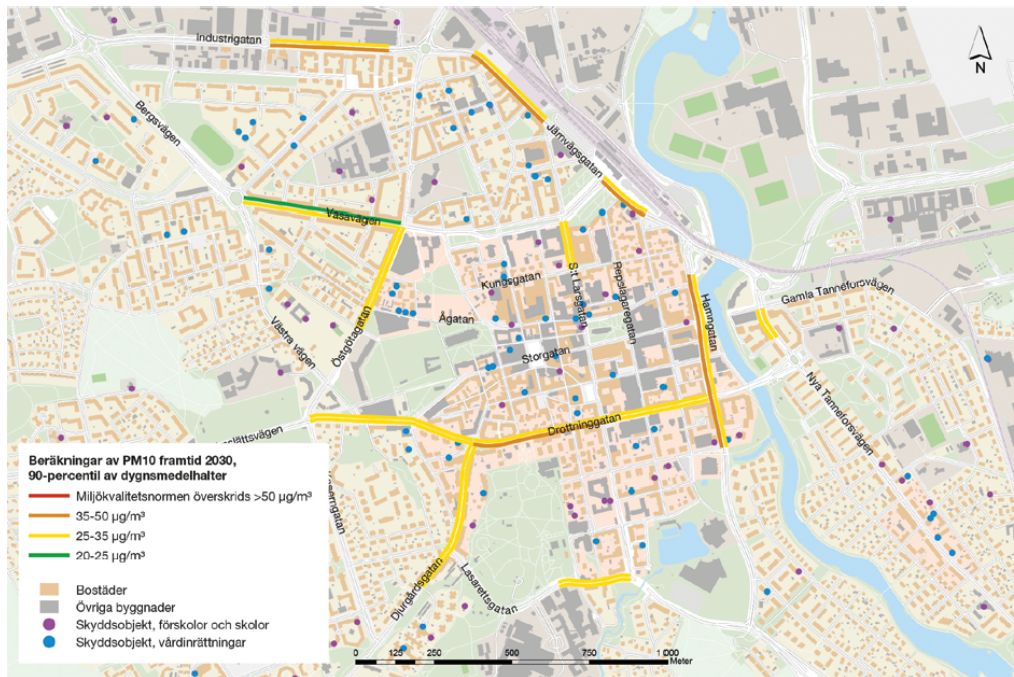 Industrigatan
N
Bergsvägen
Järnvägsgatan
Vasavägen
Kungsgatan
S:t Larsgatan
Repslagaregatan
Hamngatan
Gamla Tanneforsvägen
Ågatan
Västra vägen
Östgötagatan
Storgatan
Nya Tanneforsvägen
Drottninggatan
Djurgårdsgatan
Lasarettsgatan
Beräkningar av PM10 framtid 2030,
90-percentil av dygnsmedelhalter
Miljökvalitetsnormen överskrids >50 µg/m³
35-50 µg/m³
25-35 µg/m³
20-25 µg/m³
Bostäder
Övriga byggnader
Skyddsobjekt, förskolor och skolor
Skyddsobjekt, vårdinrättningar
0 125 250 500 750 1 000
Meter